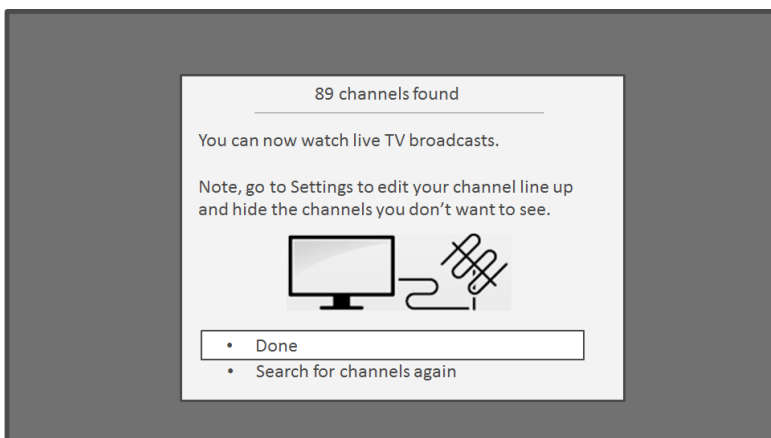 89 channels found
You can now watch live TV broadcasts.
Note, go to Settings to edit your channel line up
and hide the channels you don’t want to see.
• Done
• Search for channels again